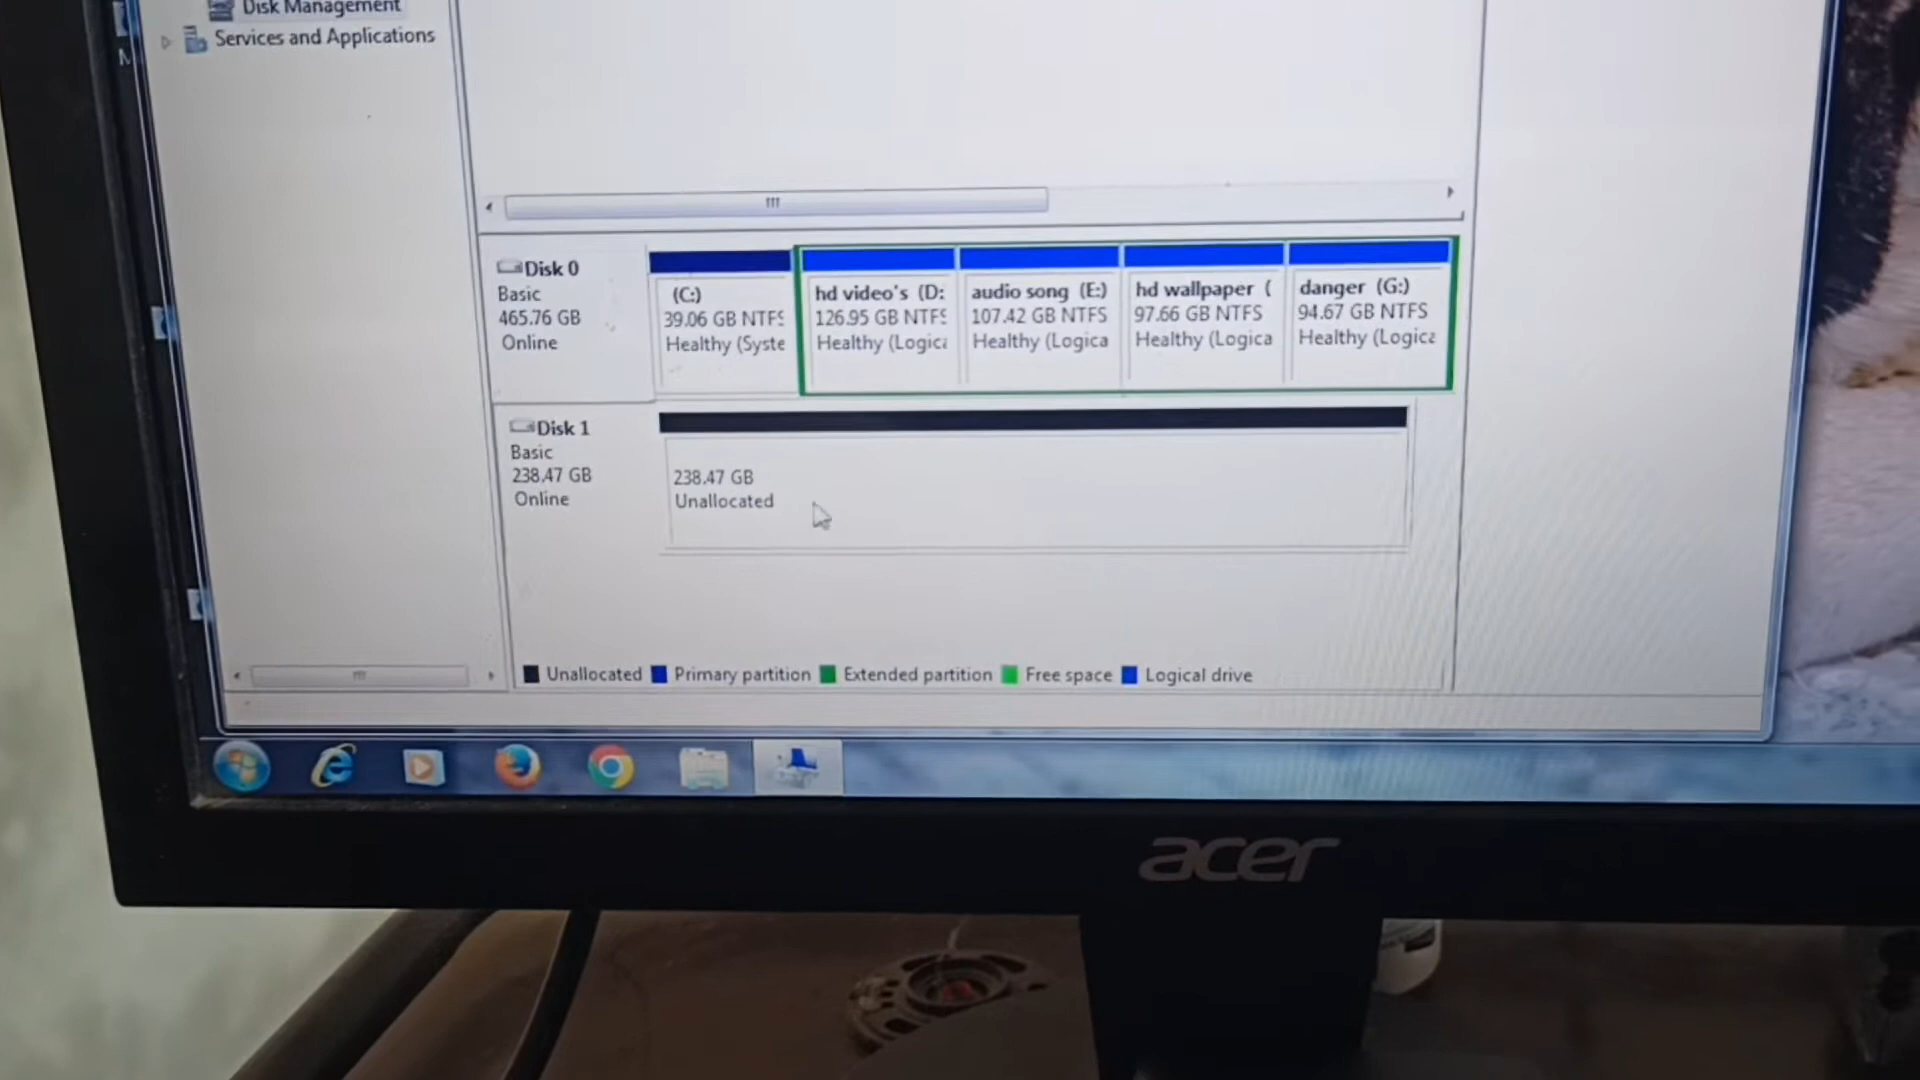 Disk Management
Services and Applications
Disk 0
Basic
465.76 GB
Online
(C:)
39.06 GB NTFS
Healthy (Syste
hd video's (D:
126.95 GB NTFS
Healthy (Logica
audio song (E:)
107.42 GB NTFS
Healthy (Logica
hd wallpaper (
97.66 GB NTFS
Healthy (Logica
danger (G:)
94.67 GB NTFS
Healthy (Logica
Disk 1
Basic
238.47 GB
Online
238.47 GB
Unallocated
Unallocated Primary partition Extended partition Free space Logical drive
acer